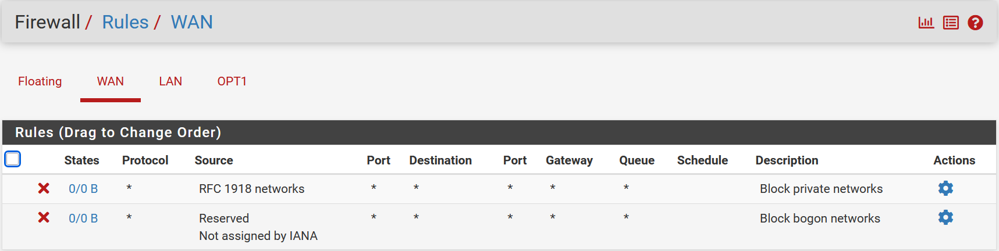 Firewall / Rules / WAN
Floating WAN LAN OPT1
Rules (Drag to Change Order)
States Protocol Source Port Destination Port Gateway Queue Schedule Description Actions
0/0 B * RFC 1918 networks * * * * * Block private networks
0/0 B * Reserved * * * * * Block bogon networks
Not assigned by IANA